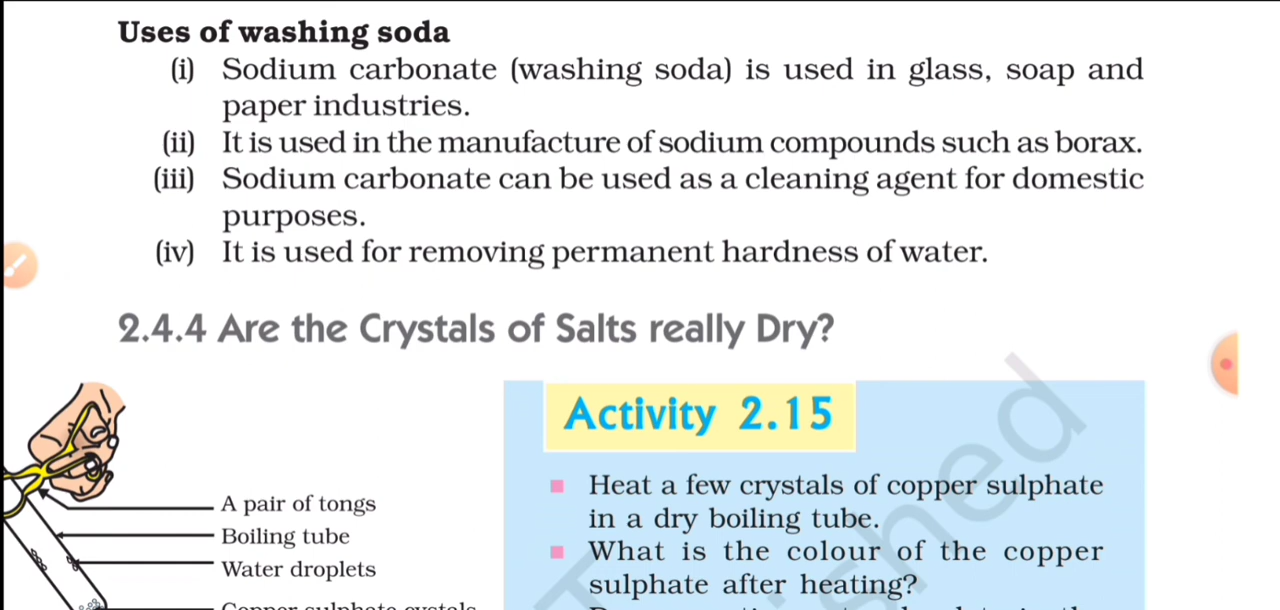 Uses of washing soda
(i) Sodium carbonate (washing soda) is used in glass, soap and
paper industries.
(ii) It is used in the manufacture of sodium compounds such as borax.
(iii) Sodium carbonate can be used as a cleaning agent for domestic
purposes.
(iv) It is used for removing permanent hardness of water.
2.4.4 Are the Crystals of Salts really Dry?
A pair of tongs
Boiling tube
Water droplets
Copper sulphate crystals
Activity 2.15
Heat a few crystals of copper sulphate
in a dry boiling tube.
What is the colour of the copper
sulphate after heating?